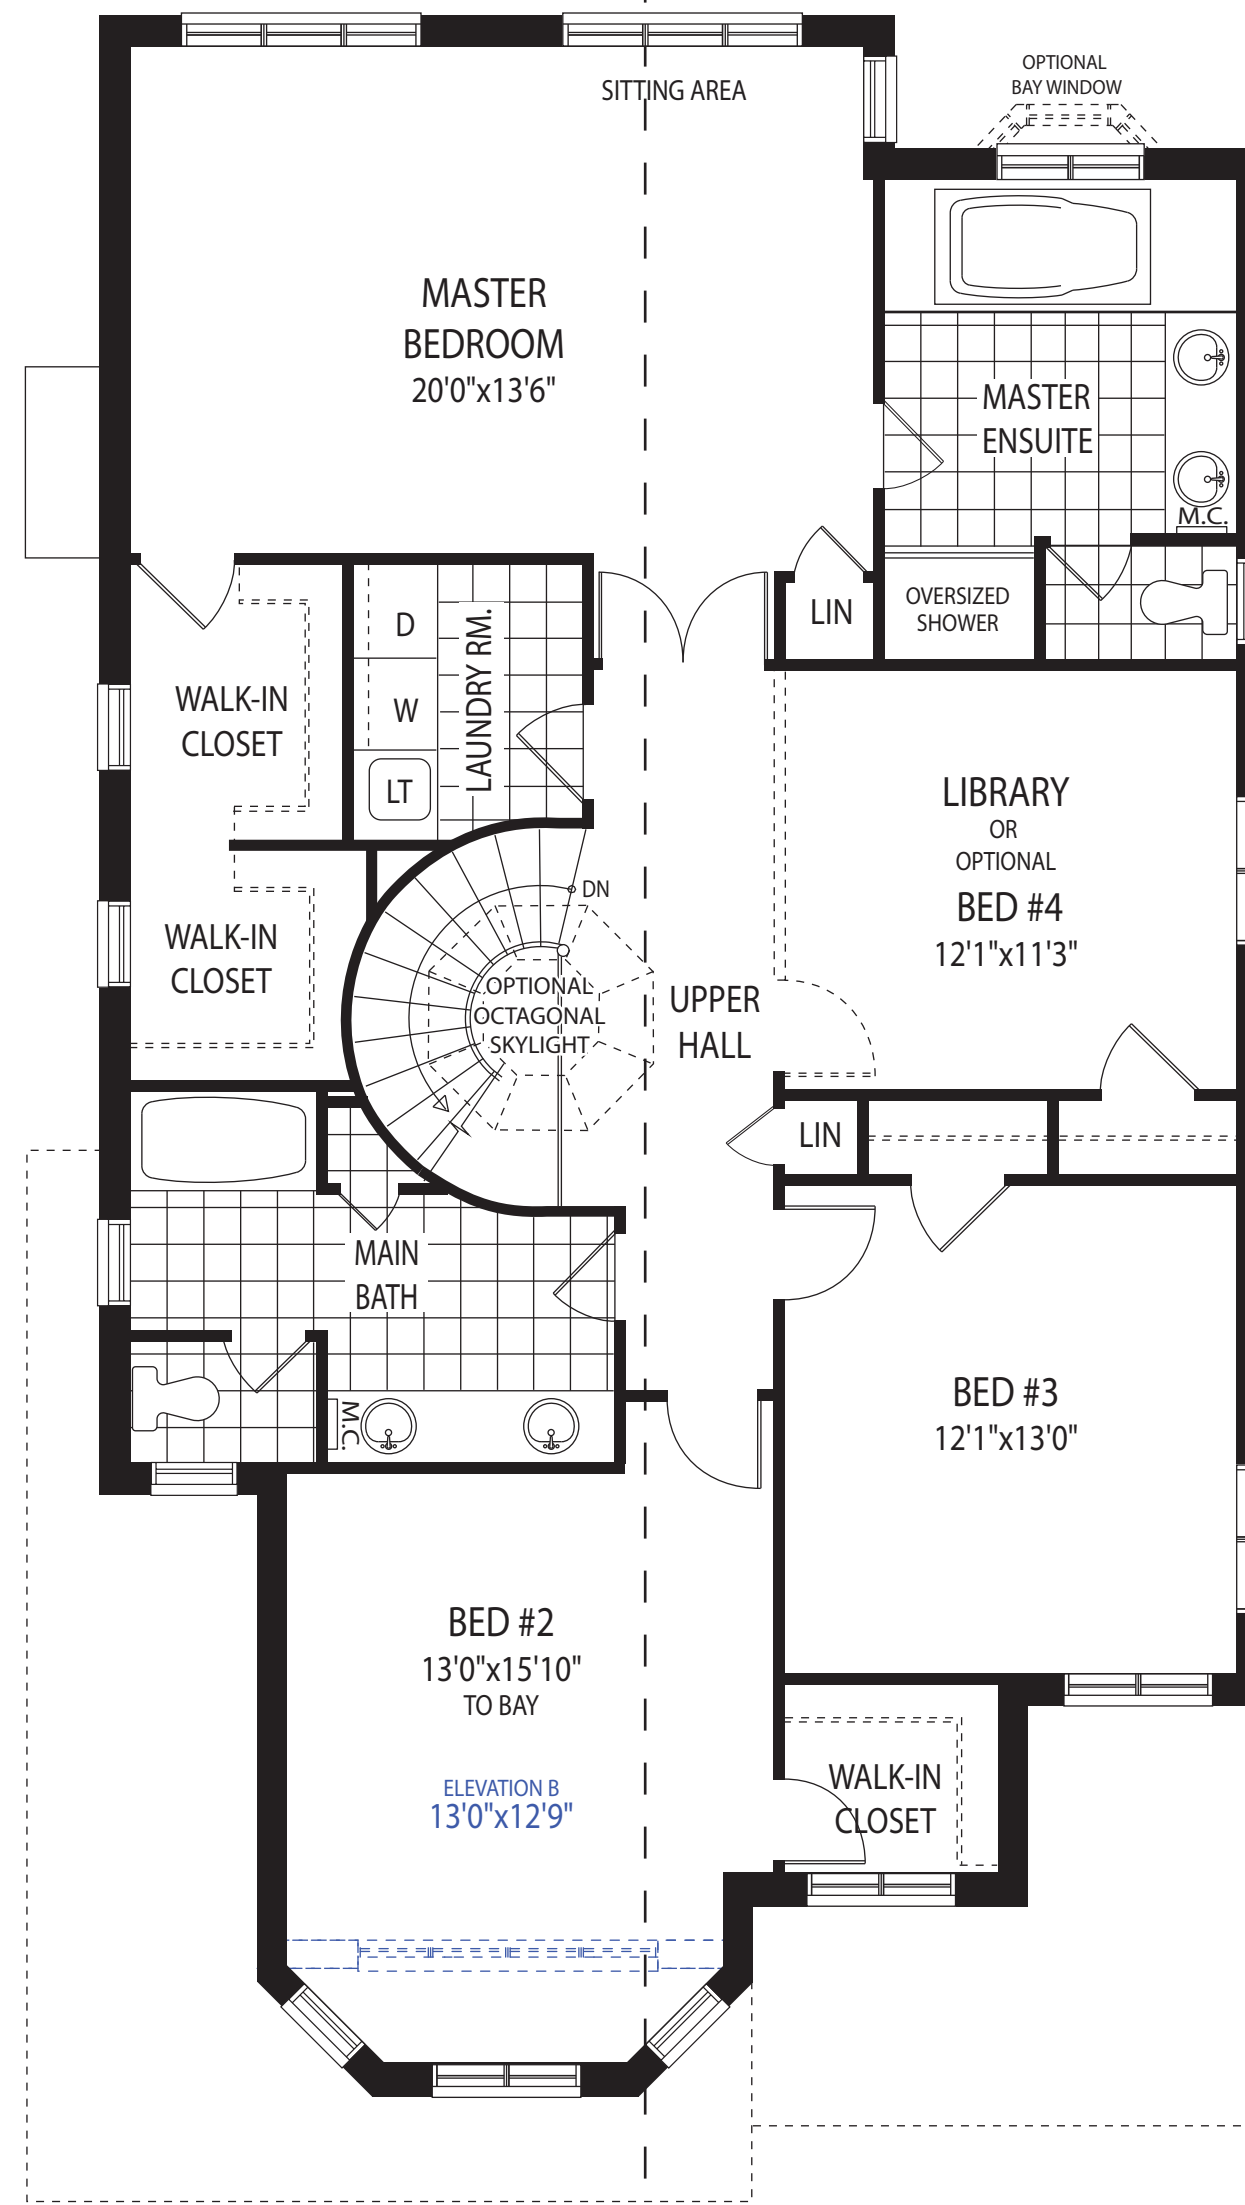 SITTING AREA
OPTIONAL
BAY WINDOW
MASTER
BEDROOM
20'0"x13'6"
MASTER
ENSUITE
M.C.
D
W
LT
LAUNDRY RM.
LIN
OVERSIZED
SHOWER
WALK-IN
CLOSET
LIBRARY
OR
OPTIONAL
BED #4
12'1"x11'3"
DN
WALK-IN
CLOSET
OPTIONAL
OCTAGONAL
SKYLIGHT
UPPER
HALL
LIN
MAIN
BATH
M.C.
BED #3
12'1"x13'0"
BED #2
13'0"x15'10"
TO BAY
ELEVATION B
13'0"x12'9"
WALK-IN
CLOSET